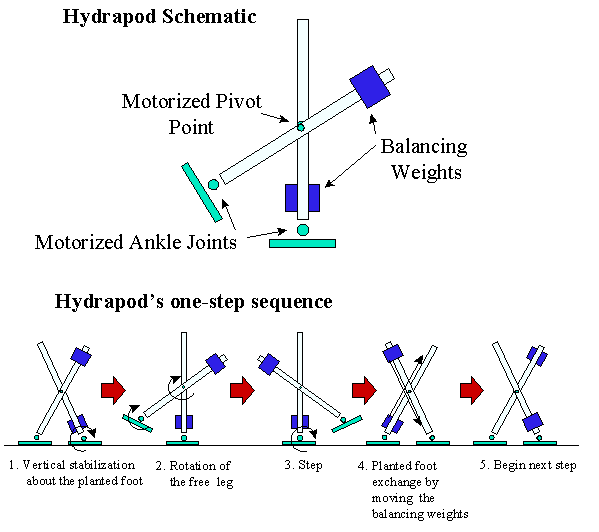 Hydrapod Schematic
Motorized Pivot
Point
Balancing
Weights
Motorized Ankle Joints
Hydrapod's one-step sequence
1. Vertical stabilization
about the planted foot
2. Rotation of
the free leg
3. Step
4. Planted foot
exchange by
moving the
balancing weights
5. Begin next step